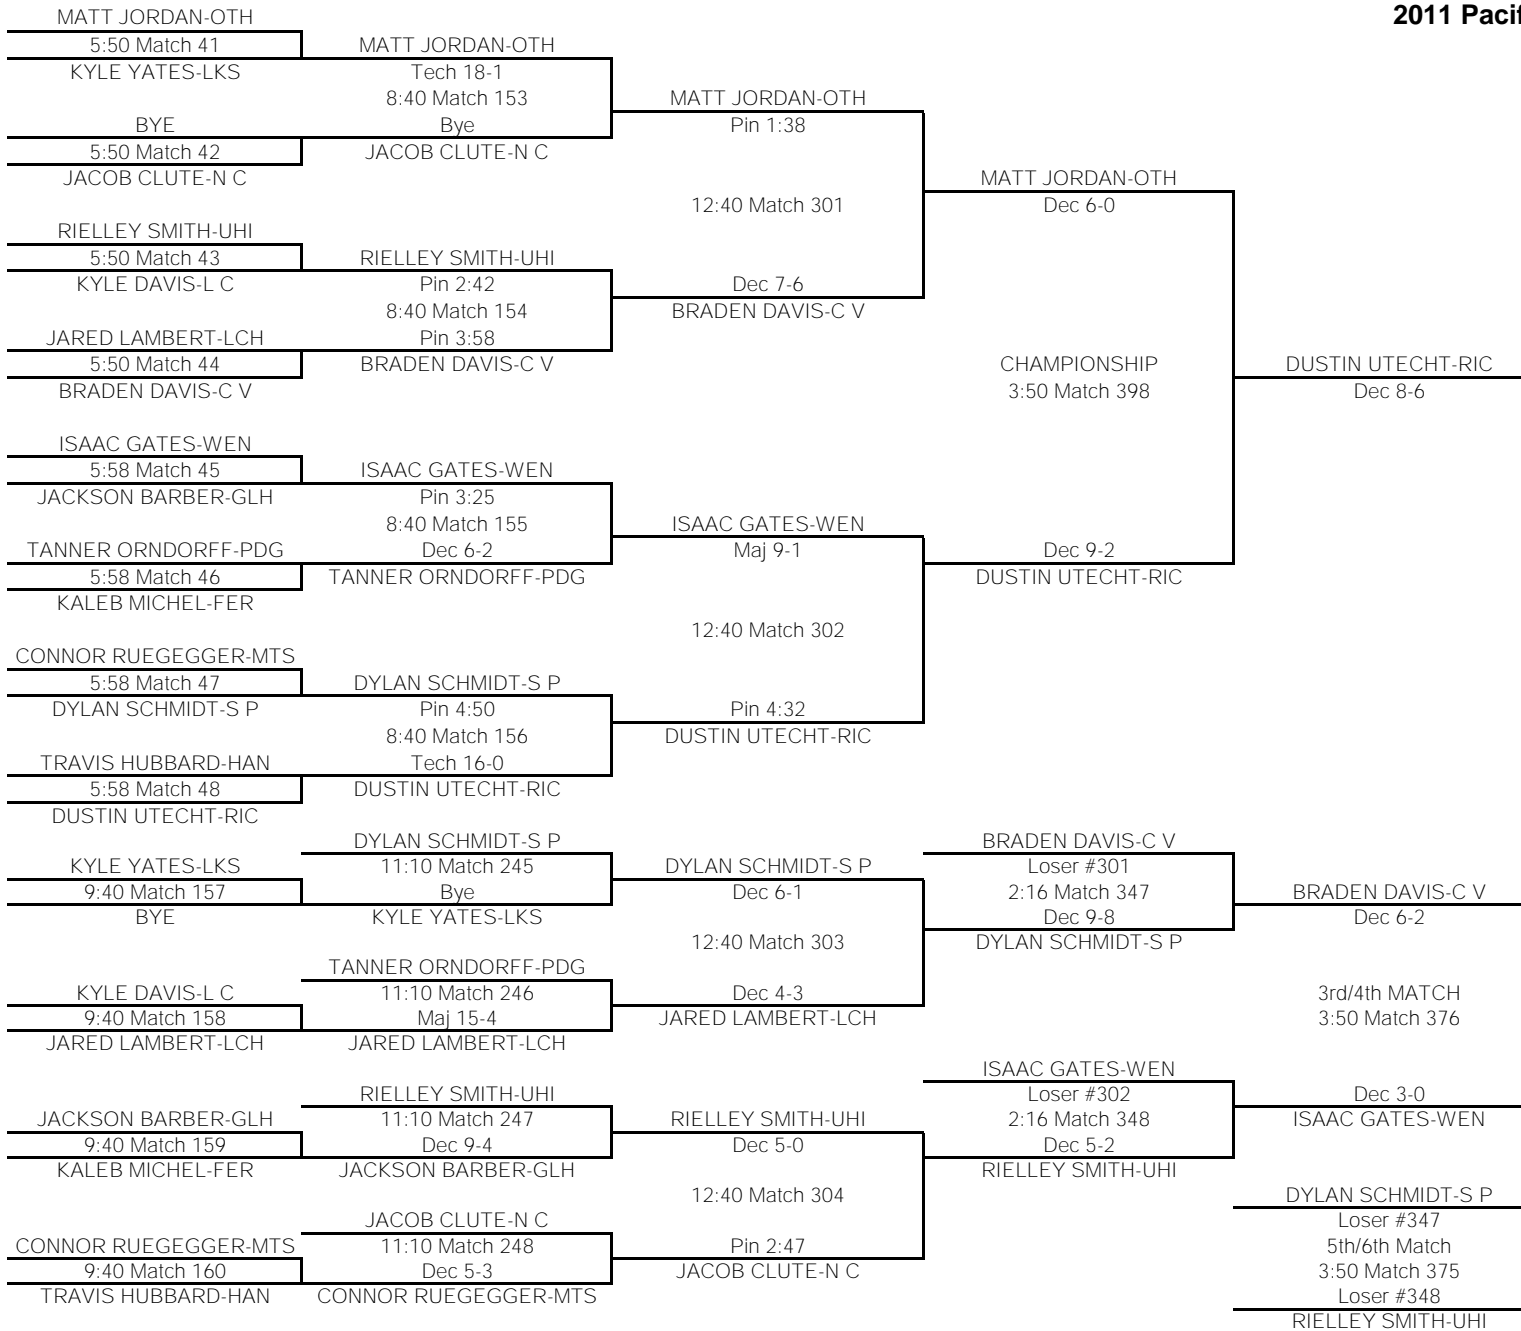 2011 Pacif
MATT JORDAN-OTH
5:50 Match 41
KYLE YATES-LKS
BYE
5:50 Match 42
JACOB CLUTE-N C
RIELLEY SMITH-UHI
5:50 Match 43
KYLE DAVIS-L C
JARED LAMBERT-LCH
5:50 Match 44
BRADEN DAVIS-C V
ISAAC GATES-WEN
5:58 Match 45
JACKSON BARBER-GLH
TANNER ORNDORFF-PDG
5:58 Match 46
KALEB MICHEL-FER
CONNOR RUEGEGGER-MTS
5:58 Match 47
DYLAN SCHMIDT-S P
TRAVIS HUBBARD-HAN
5:58 Match 48
DUSTIN UTECHT-RIC
MATT JORDAN-OTH
Tech 18-1
8:40 Match 153
Bye
JACOB CLUTE-N C
RIELLEY SMITH-UHI
Pin 2:42
8:40 Match 154
Pin 3:58
BRADEN DAVIS-C V
ISAAC GATES-WEN
Pin 3:25
8:40 Match 155
Dec 6-2
TANNER ORNDORFF-PDG
DYLAN SCHMIDT-S P
Pin 4:50
8:40 Match 156
Tech 16-0
DUSTIN UTECHT-RIC
MATT JORDAN-OTH
Pin 1:38
12:40 Match 301
Dec 7-6
BRADEN DAVIS-C V
ISAAC GATES-WEN
Maj 9-1
12:40 Match 302
Pin 4:32
DUSTIN UTECHT-RIC
MATT JORDAN-OTH
Dec 6-0
CHAMPIONSHIP
3:50 Match 398
Dec 9-2
DUSTIN UTECHT-RIC
DUSTIN UTECHT-RIC
Dec 8-6
KYLE YATES-LKS
9:40 Match 157
BYE
KYLE DAVIS-L C
9:40 Match 158
JARED LAMBERT-LCH
JACKSON BARBER-GLH
9:40 Match 159
KALEB MICHEL-FER
CONNOR RUEGEGGER-MTS
9:40 Match 160
TRAVIS HUBBARD-HAN
DYLAN SCHMIDT-S P
11:10 Match 245
Bye
KYLE YATES-LKS
TANNER ORNDORFF-PDG
11:10 Match 246
Maj 15-4
JARED LAMBERT-LCH
RIELLEY SMITH-UHI
11:10 Match 247
Dec 9-4
JACKSON BARBER-GLH
JACOB CLUTE-N C
11:10 Match 248
Dec 5-3
CONNOR RUEGEGGER-MTS
DYLAN SCHMIDT-S P
Dec 6-1
12:40 Match 303
Dec 4-3
JARED LAMBERT-LCH
RIELLEY SMITH-UHI
Dec 5-0
12:40 Match 304
Pin 2:47
JACOB CLUTE-N C
BRADEN DAVIS-C V
Loser #301
2:16 Match 347
Dec 9-8
DYLAN SCHMIDT-S P
ISAAC GATES-WEN
Loser #302
2:16 Match 348
Dec 5-2
RIELLEY SMITH-UHI
BRADEN DAVIS-C V
Dec 6-2
3rd/4th MATCH
3:50 Match 376
Dec 3-0
ISAAC GATES-WEN
DYLAN SCHMIDT-S P
Loser #347
5th/6th Match
3:50 Match 375
Loser #348
RIELLEY SMITH-UHI